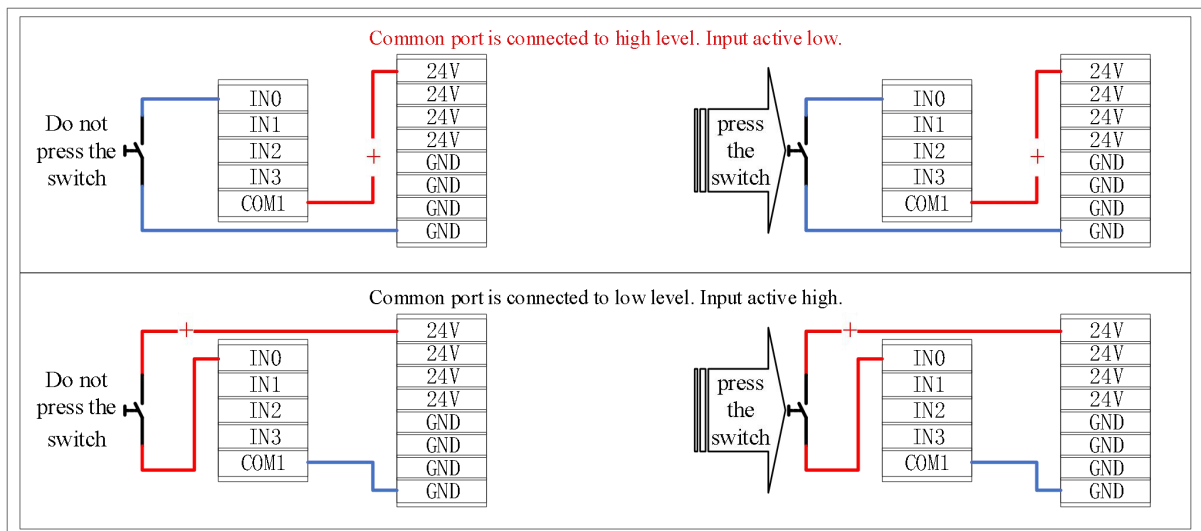 Common port is connected to high level. Input active low.
Do not
press the
switch
IN0
IN1
IN2
IN3
COM1
+
24V
24V
24V
24V
GND
GND
GND
GND
press
the
switch
IN0
IN1
IN2
IN3
COM1
+
24V
24V
24V
24V
GND
GND
GND
GND
Common port is connected to low level. Input active high.
Do not
press the
switch
+
IN0
IN1
IN2
IN3
COM1
24V
24V
24V
24V
GND
GND
GND
GND
press
the
switch
+
IN0
IN1
IN2
IN3
COM1
24V
24V
24V
24V
GND
GND
GND
GND